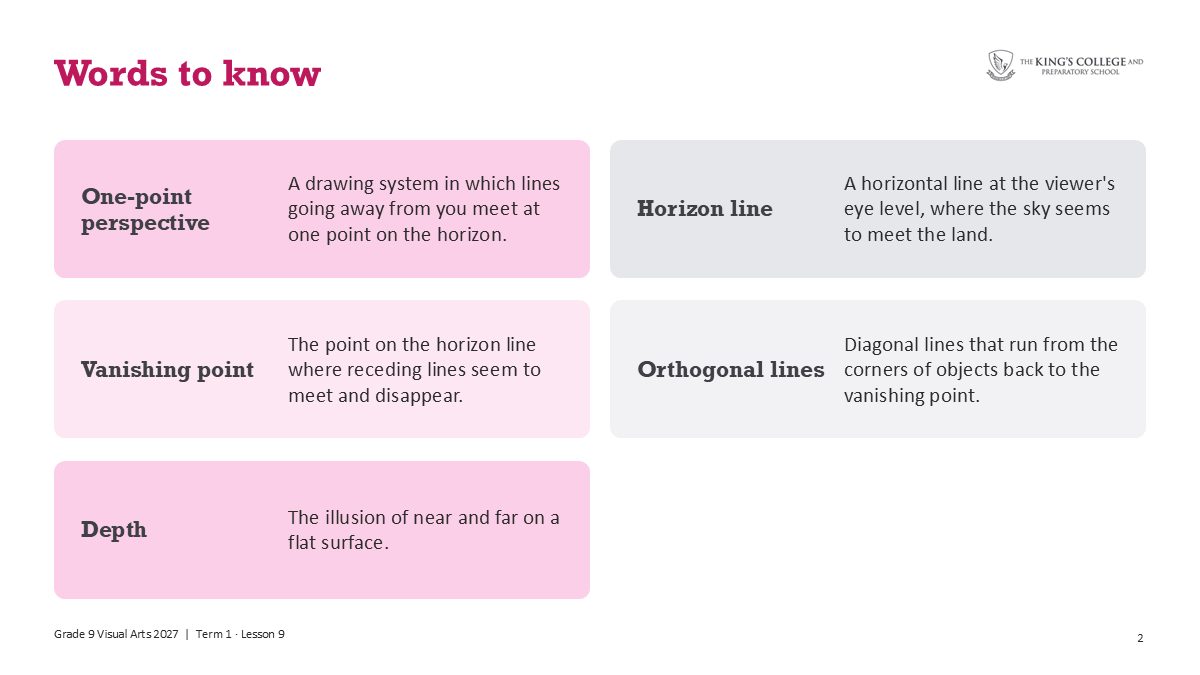 Words to know
THE KING'S COLLEGE AND
PREPARATORY SCHOOL
One-point
perspective
A drawing system in which lines
going away from you meet at
one point on the horizon.
Horizon line
A horizontal line at the viewer's
eye level, where the sky seems
to meet the land.
Vanishing point
The point on the horizon line
where receding lines seem to
meet and disappear.
Orthogonal lines
Diagonal lines that run from the
corners of objects back to the
vanishing point.
Depth
The illusion of near and far on a
flat surface.
Grade 9 Visual Arts 2027 | Term 1 · Lesson 9
2